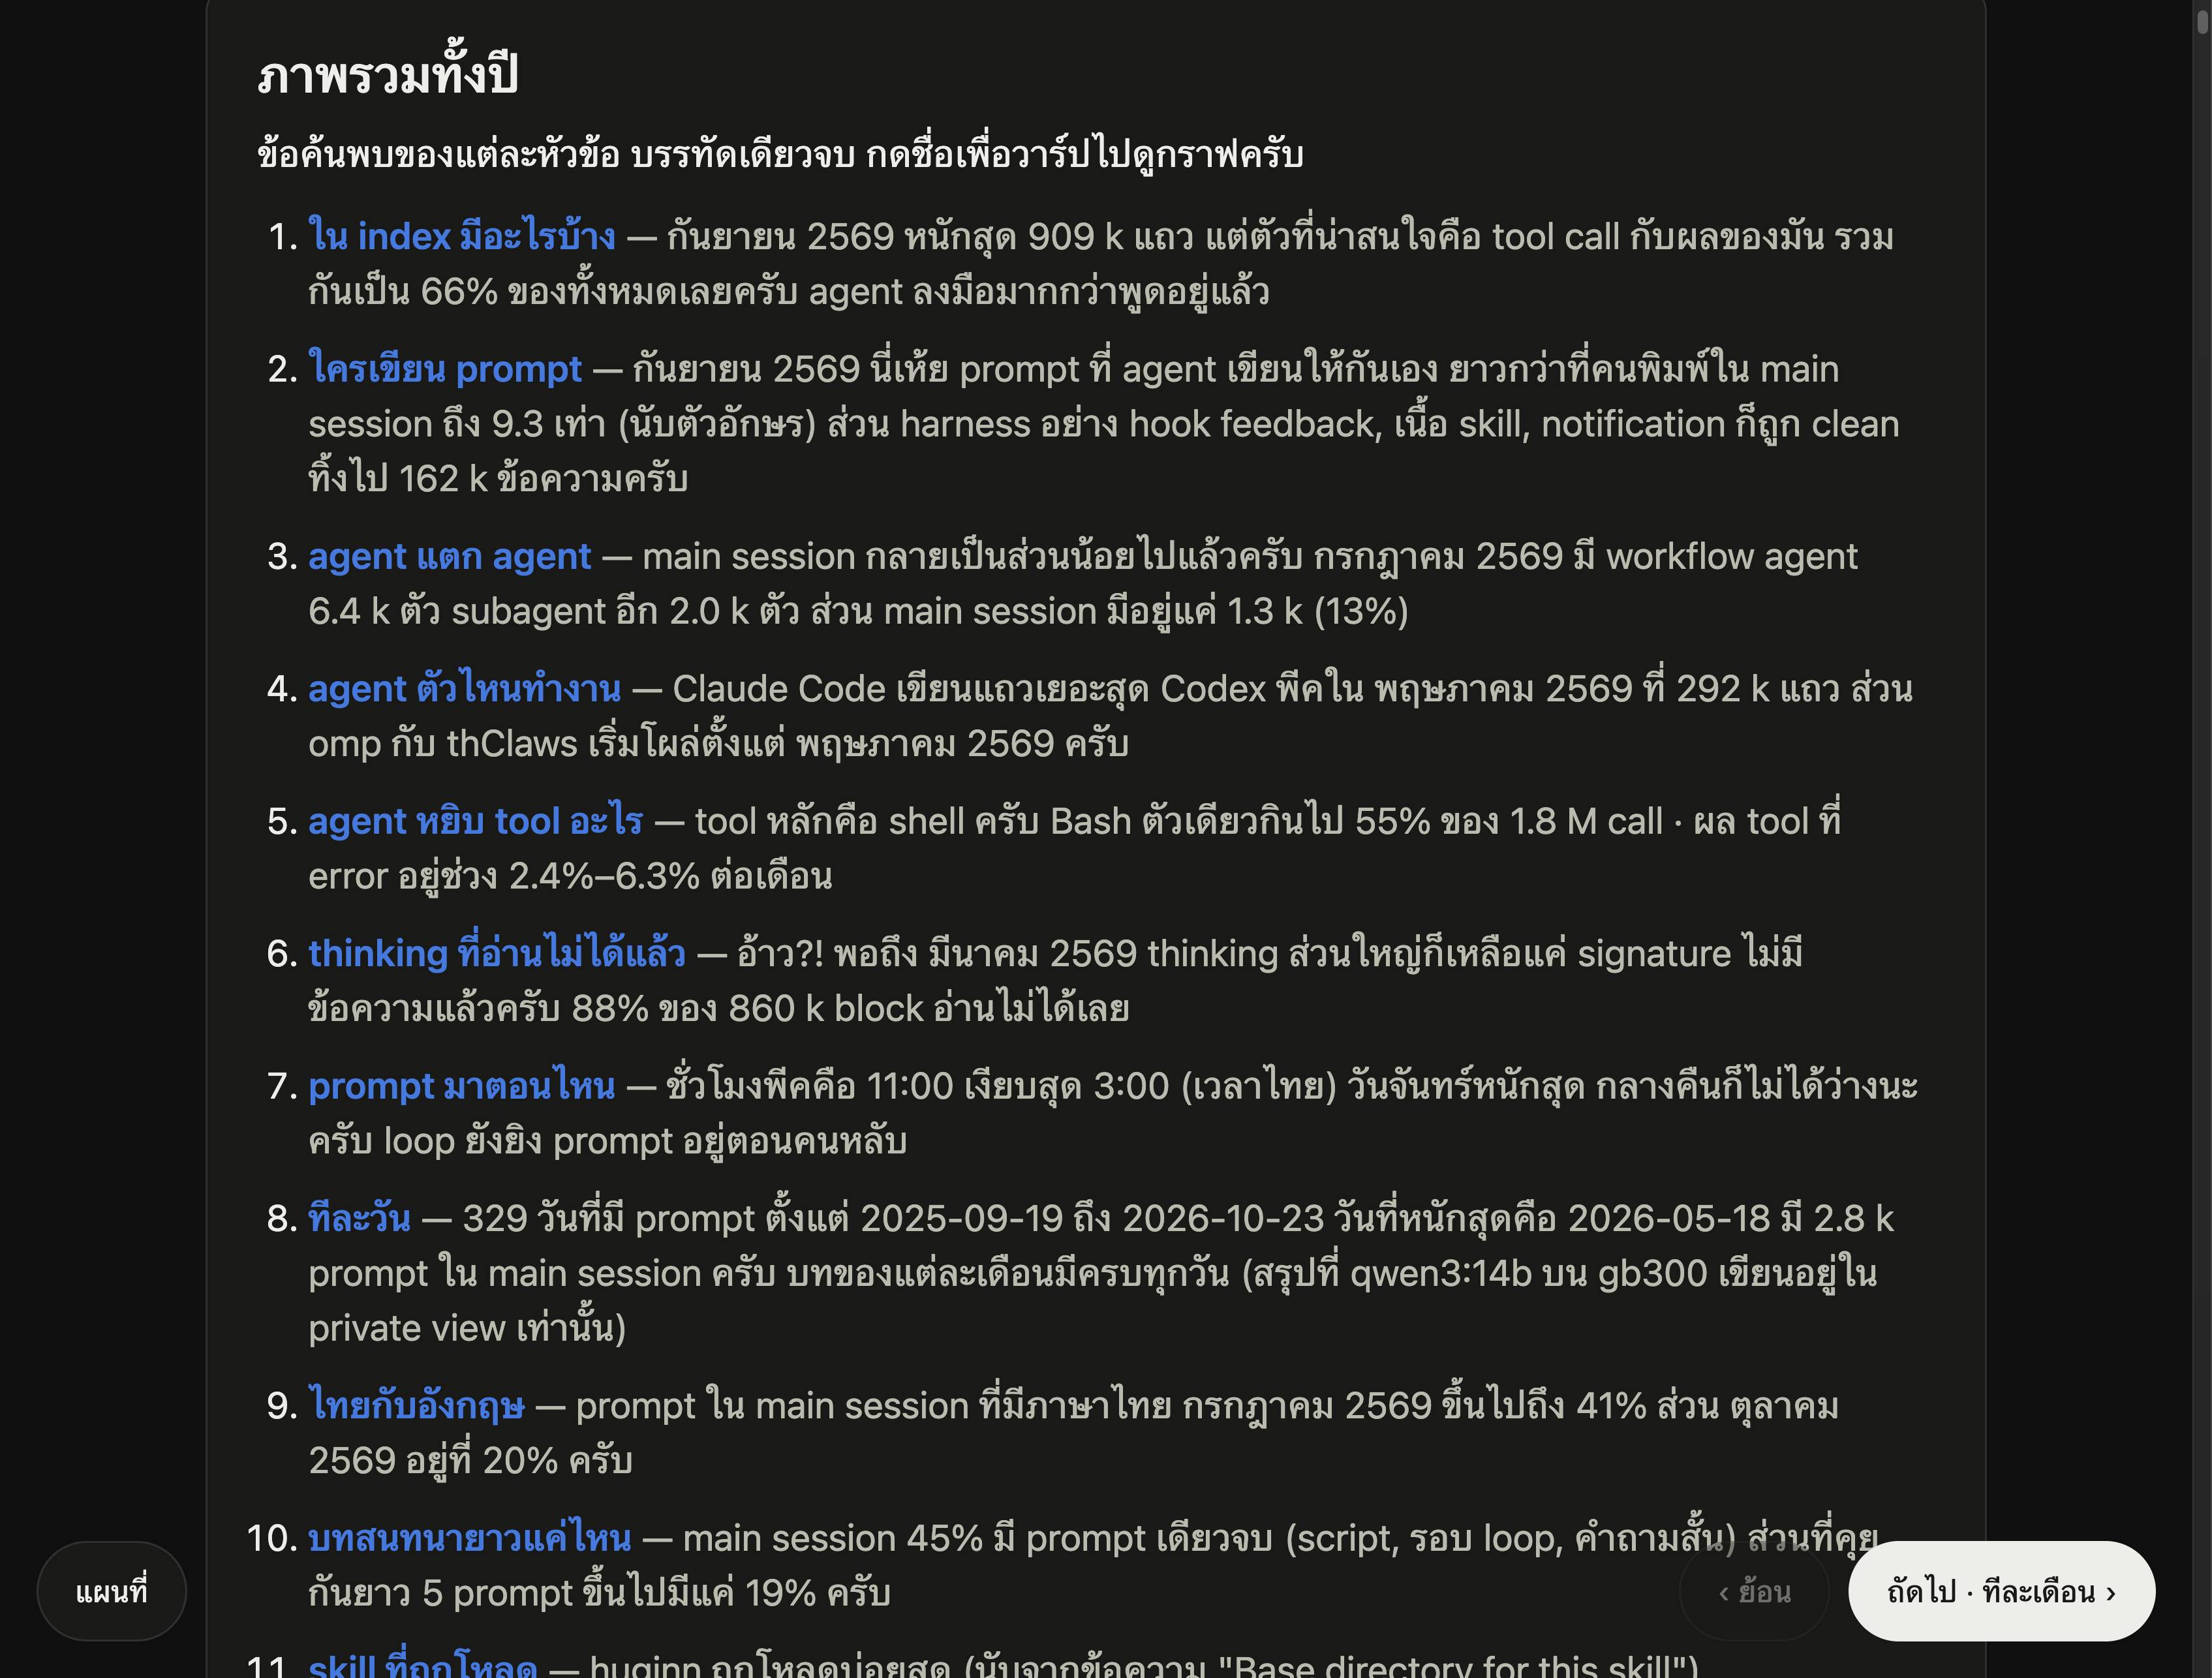 ภาพรวมทั้งปี
ข้อค้นพบของแต่ละหัวข้อ บรรทัดเดียวจบ กดชื่อเพื่อวาร์ปไปดูกราฟครับ
1. ใน index มีอะไรบ้าง — กันยายน 2569 หนักสุด 909 k แถว แต่ตัวที่น่าสนใจคือ tool call กับผลของมัน รวม
กันเป็น 66% ของทั้งหมดเลยครับ agent ลงมือมากกว่าพูดอยู่แล้ว
2. ใครเขียน prompt — กันยายน 2569 นี่เห้ย prompt ที่ agent เขียนให้กันเอง ยาวกว่าที่คนพิมพ์ใน main
session ถึง 9.3 เท่า (นับตัวอักษร) ส่วน harness อย่าง hook feedback, เนื้อ skill, notification ก็ถูก clean
ทิ้งไป 162 k ข้อความครับ
3. agent แตก agent — main session กลายเป็นส่วนน้อยไปแล้วครับ กรกฎาคม 2569 มี workflow agent
6.4 k ตัว subagent อีก 2.0 k ตัว ส่วน main session มีอยู่แค่ 1.3 k (13%)
4. agent ตัวไหนทำงาน — Claude Code เขียนแถวเยอะสุด Codex พีคใน พฤษภาคม 2569 ที่ 292 k แถว ส่วน
omp กับ thClaws เริ่มโผล่ตั้งแต่ พฤษภาคม 2569 ครับ
5. agent หยิบ tool อะไร — tool หลักคือ shell ครับ Bash ตัวเดียวกินไป 55% ของ 1.8 M call · ผล tool ที่
error อยู่ช่วง 2.4%–6.3% ต่อเดือน
6. thinking ที่อ่านไม่ได้แล้ว — อ้าว?! พอถึง มีนาคม 2569 thinking ส่วนใหญ่ก็เหลือแค่ signature ไม่มี
ข้อความแล้วครับ 88% ของ 860 k block อ่านไม่ได้เลย
7. prompt มาตอนไหน — ชั่วโมงพีคคือ 11:00 เงียบสุด 3:00 (เวลาไทย) วันจันทร์หนักสุด กลางคืนก็ไม่ได้ว่างนะ
ครับ loop ยังยิง prompt อยู่ตอนคนหลับ
8. ทีละวัน — 329 วันที่มี prompt ตั้งแต่ 2025-09-19 ถึง 2026-10-23 วันที่หนักสุดคือ 2026-05-18 มี 2.8 k
prompt ใน main session ครับ บทของแต่ละเดือนมีครบทุกวัน (สรุปที่ qwen3:14b บน gb300 เขียนอยู่ใน
private view เท่านั้น)
9. ไทยกับอังกฤษ — prompt ใน main session ที่มีภาษาไทย กรกฎาคม 2569 ขึ้นไปถึง 41% ส่วน ตุลาคม
2569 อยู่ที่ 20% ครับ
10. บทสนทนายาวแค่ไหน — main session 45% มี prompt เดียวจบ (script, รอบ loop, คำถามสั้น) ส่วนที่คุย
กันยาว 5 prompt ขึ้นไปมีแค่ 19% ครับ
แผนที่
‹ ย้อน
ถัดไป · ทีละเดือน ›
11. skill ที่ถูกโหลด — huginn ถูกโหลดบ่อยสุด (นับจากข้อความ "Base directory for this skill")